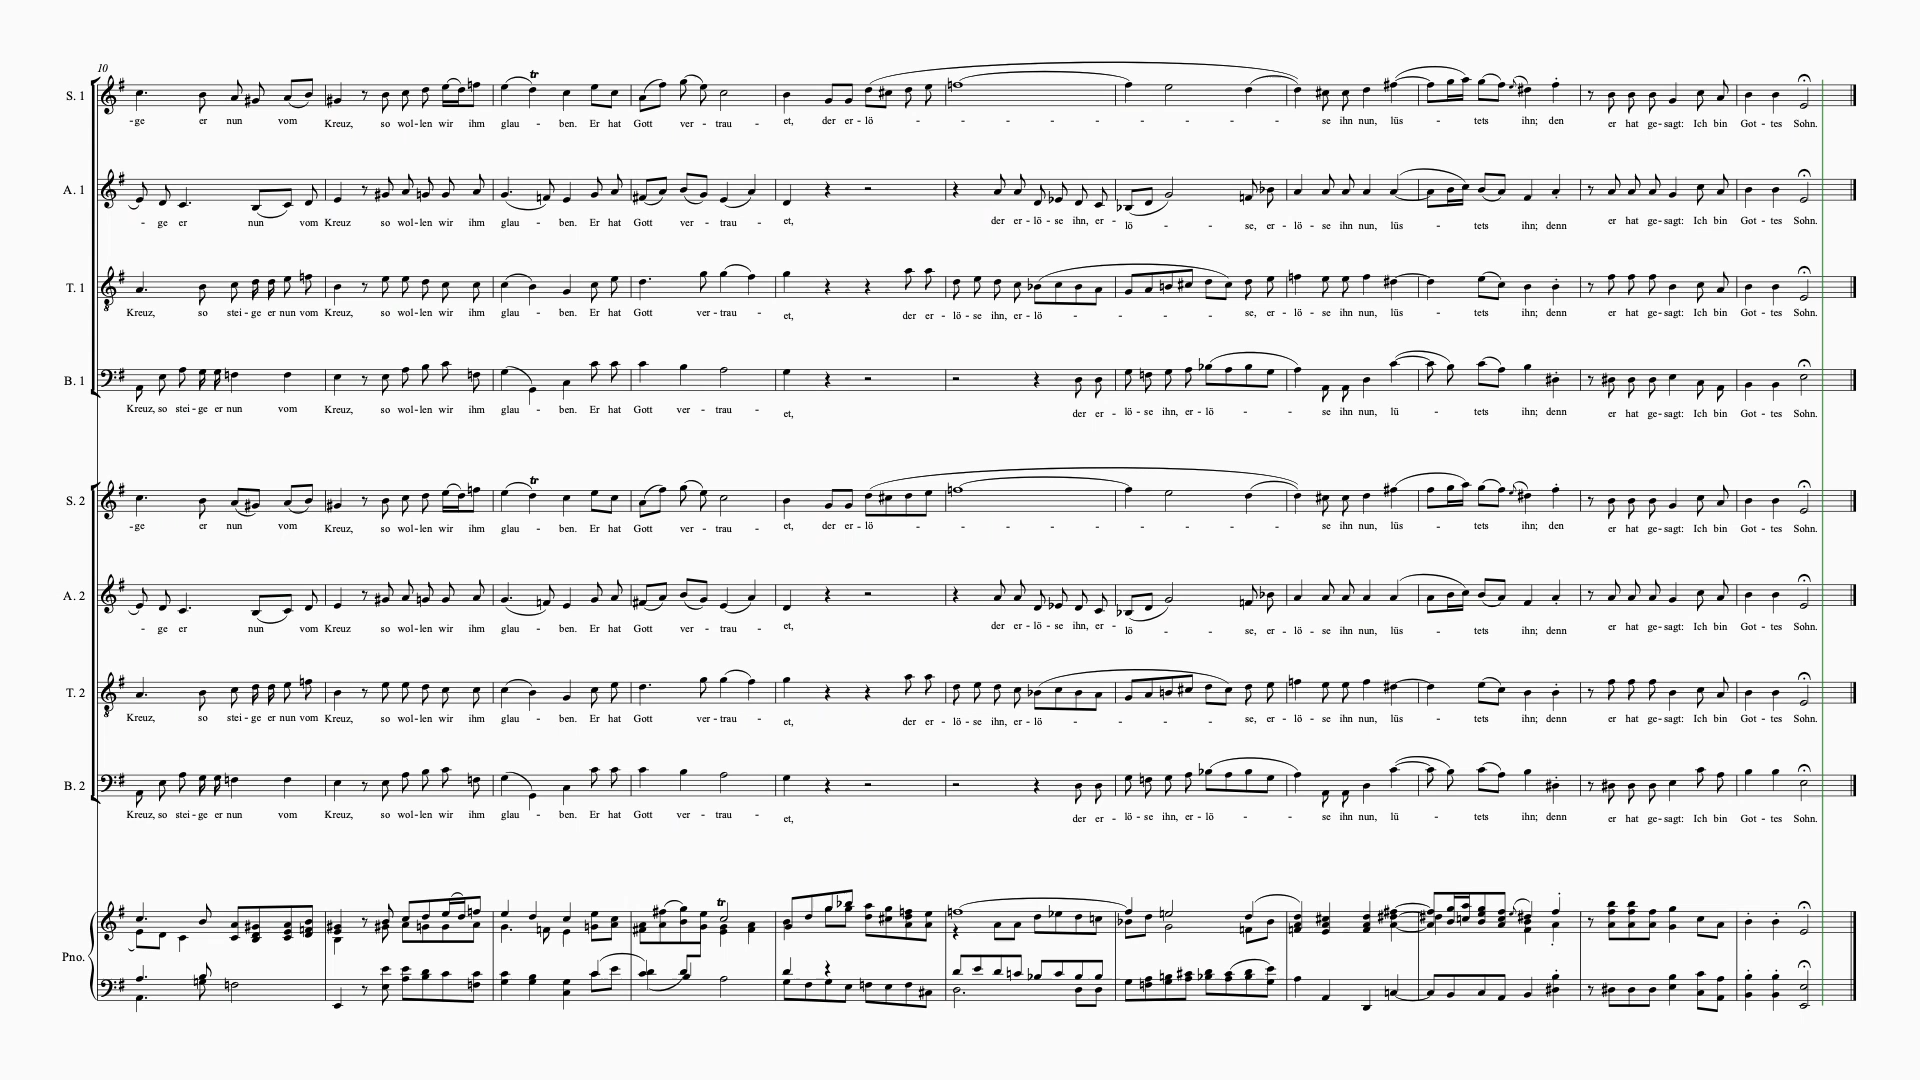 10
S. 1
-ge er nun vom Kreuz, so wol-len wir ihm glau - ben. Er hat Gott ver - trau - et, der er-lö - - - - - - - - - - - - - - - se ihn nun, lüs - tets ihn; den er hat ge-sagt: Ich bin Got - tes Sohn.
A. 1
- ge er nun vom Kreuz so wol-len wir ihm glau - ben. Er hat Gott ver - trau - et, der er-lö-se ihn, er-lö - - - se, er-lö-se ihn nun, lüs - tets ihn; denn er hat ge-sagt: Ich bin Got - tes Sohn.
T. 1
Kreuz, so stei-ge er nun vom Kreuz, so wol-len wir ihm glau - ben. Er hat Gott ver-trau - et, der er-lö-se ihn, er-lö - - - - - - se, er-lö-se ihn nun, lüs - tets ihn; denn er hat ge-sagt: Ich bin Got - tes Sohn.
B. 1
Kreuz, so stei-ge er nun vom Kreuz, so wol-len wir ihm glau - ben. Er hat Gott ver - trau - et, der er-lö-se ihn, er-lö - - - se ihn nun, lü - tets ihn; denn er hat ge-sagt: Ich bin Got - tes Sohn.
S. 2
-ge er nun vom Kreuz, so wol-len wir ihm glau - ben. Er hat Gott ver - trau - et, der er-lö - - - - - - - - - - - - - - - se ihn nun, lüs - tets ihn; den er hat ge-sagt: Ich bin Got - tes Sohn.
A. 2
- ge er nun vom Kreuz so wol-len wir ihm glau - ben. Er hat Gott ver - trau - et, der er-lö-se ihn, er-lö - - - se, er-lö-se ihn nun, lüs - tets ihn; denn er hat ge-sagt: Ich bin Got - tes Sohn.
T. 2
Kreuz, so stei-ge er nun vom Kreuz, so wol-len wir ihm glau - ben. Er hat Gott ver-trau - et, der er-lö-se ihn, er-lö - - - - - - se, er-lö-se ihn nun, lüs - tets ihn; denn er hat ge-sagt: Ich bin Got - tes Sohn.
B. 2
Kreuz, so stei-ge er nun vom Kreuz, so wol-len wir ihm glau - ben. Er hat Gott ver - trau - et, der er-lö-se ihn, er-lö - - - se ihn nun, lü - tets ihn; denn er hat ge-sagt: Ich bin Got - tes Sohn.
Pno.